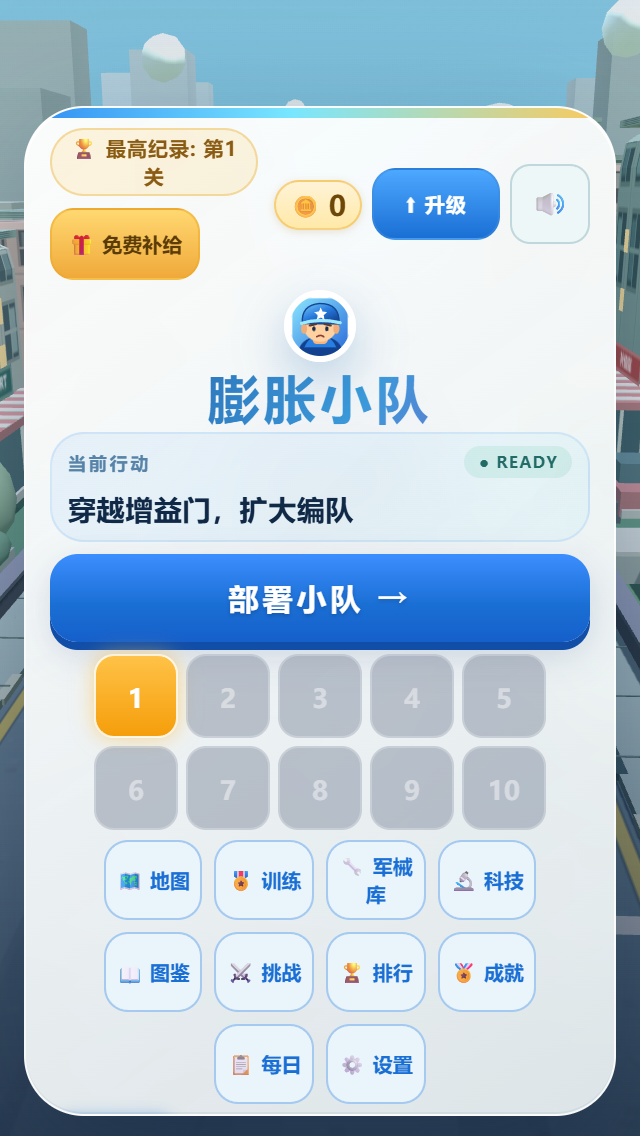 最高纪录: 第1
关
0
升级
免费补给
膨胀小队
当前行动
READY
穿越增益门，扩大编队
部署小队 →
1 2 3 4 5
6 7 8 9 10
地图 训练 军械库 科技
图鉴 挑战 排行 成就
每日 设置